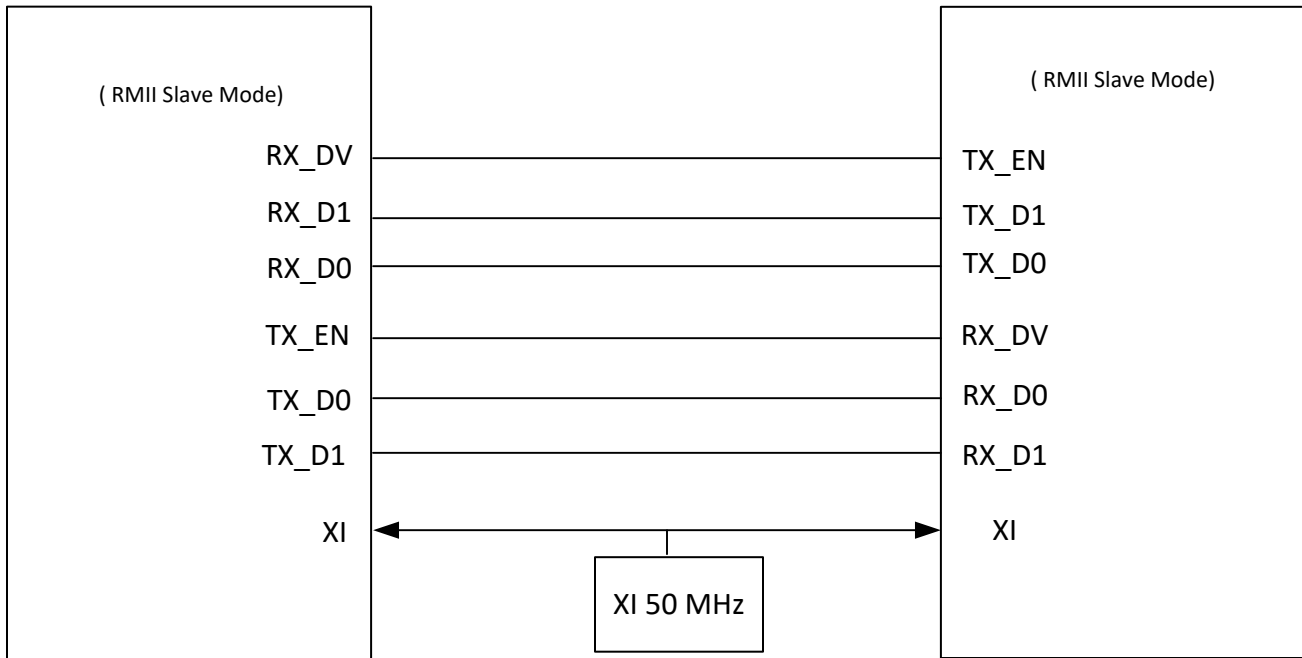 ( RMII Slave Mode)
RX_DV
RX_D1
RX_D0
TX_EN
TX_D0
TX_D1
XI
XI 50 MHz
( RMII Slave Mode)
TX_EN
TX_D1
TX_D0
RX_DV
RX_D0
RX_D1
XI